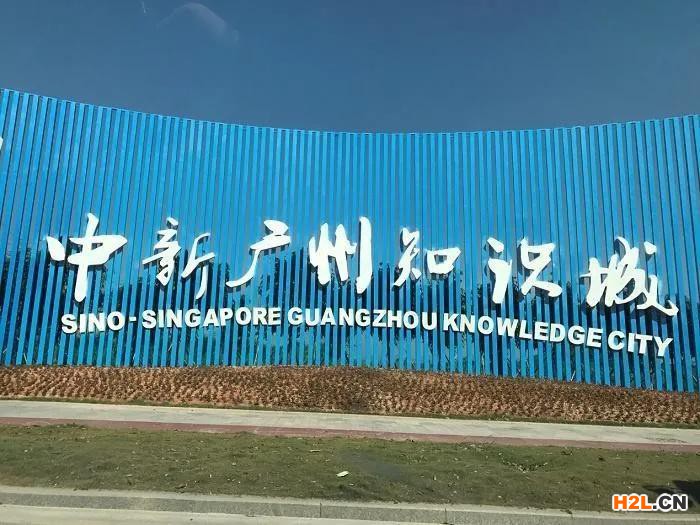 中新广州知识城
SINO-SINGAPORE GUANGZHOU KNOWLEDGE CITY
H2L.CN